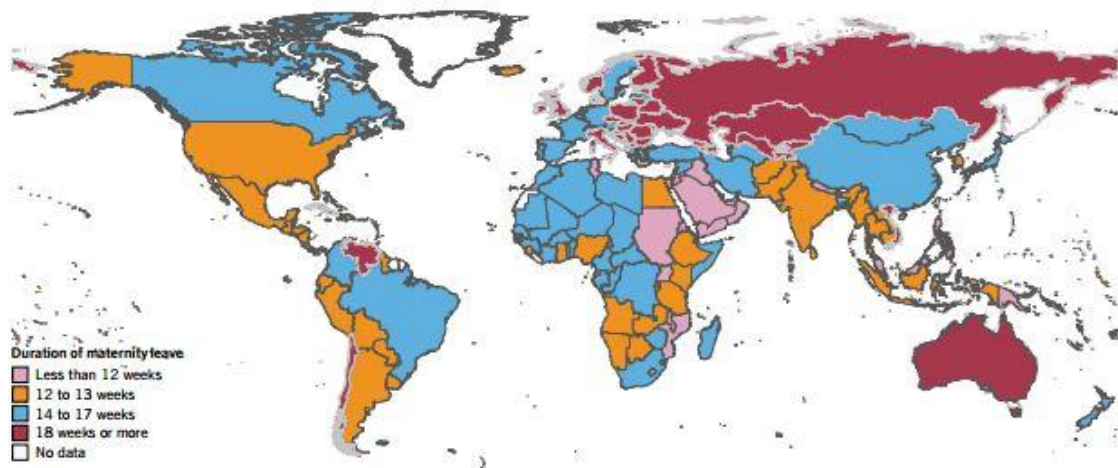 Duration of maternity leave
Less than 12 weeks
12 to 13 weeks
14 to 17 weeks
18 weeks or more
No data